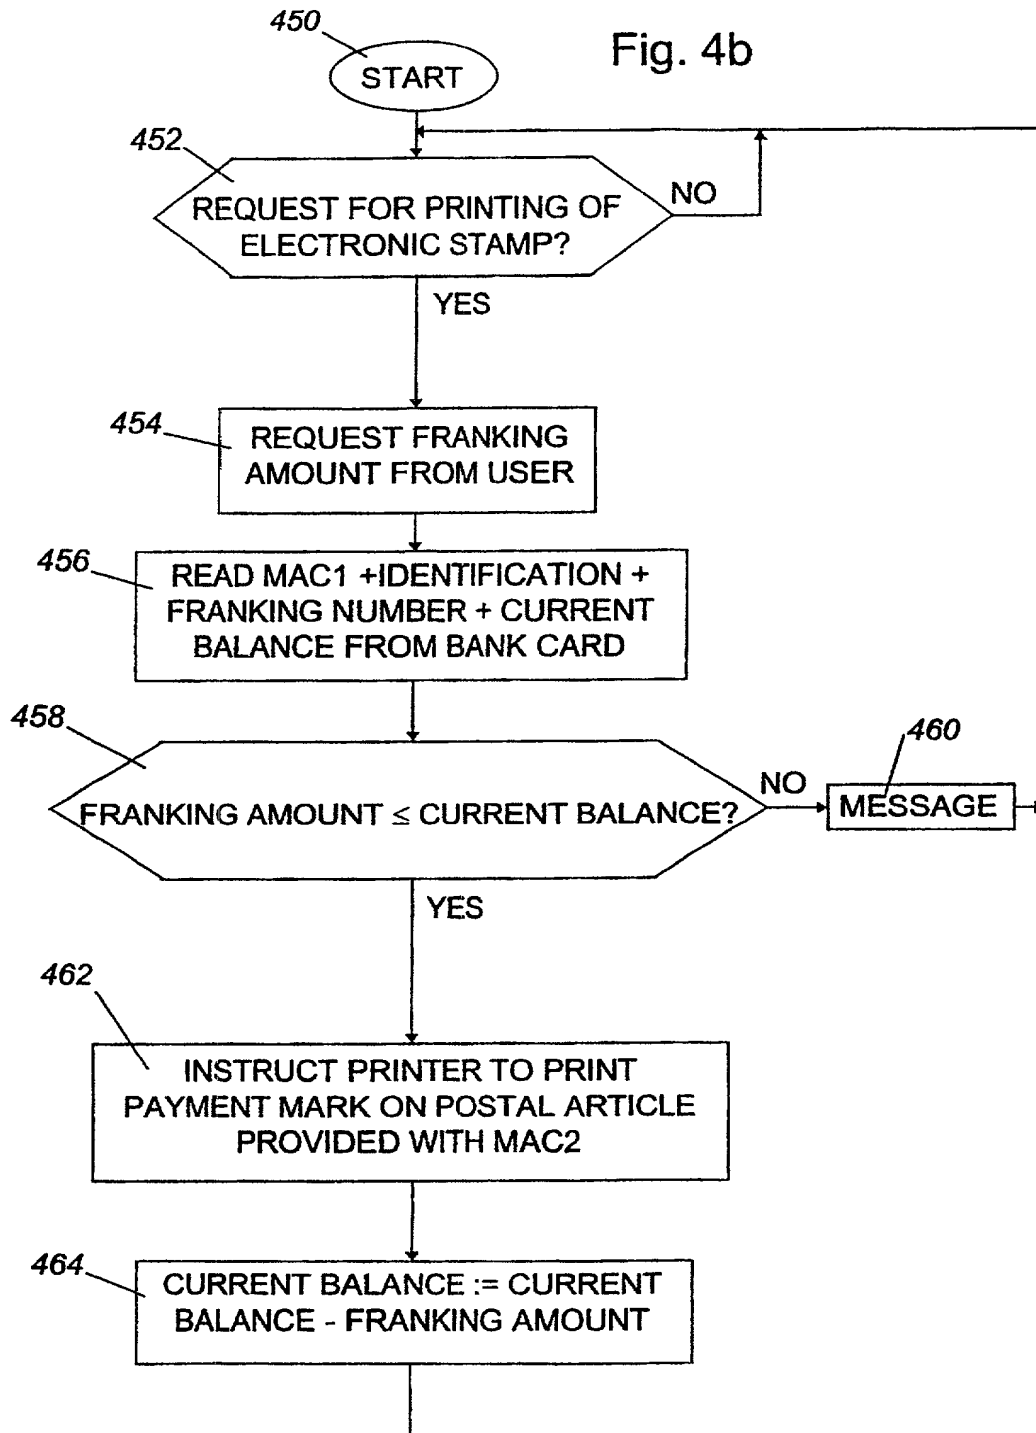 450
Fig. 4b
START
452
NO
REQUEST FOR PRINTING OF
ELECTRONIC STAMP?
YES
454
REQUEST FRANKING
AMOUNT FROM USER
456
READ MAC1 +IDENTIFICATION +
FRANKING NUMBER + CURRENT
BALANCE FROM BANK CARD
458
460
NO
FRANKING AMOUNT ≤ CURRENT BALANCE?
MESSAGE
YES
462
INSTRUCT PRINTER TO PRINT
PAYMENT MARK ON POSTAL ARTICLE
PROVIDED WITH MAC2
464
CURRENT BALANCE := CURRENT
BALANCE - FRANKING AMOUNT